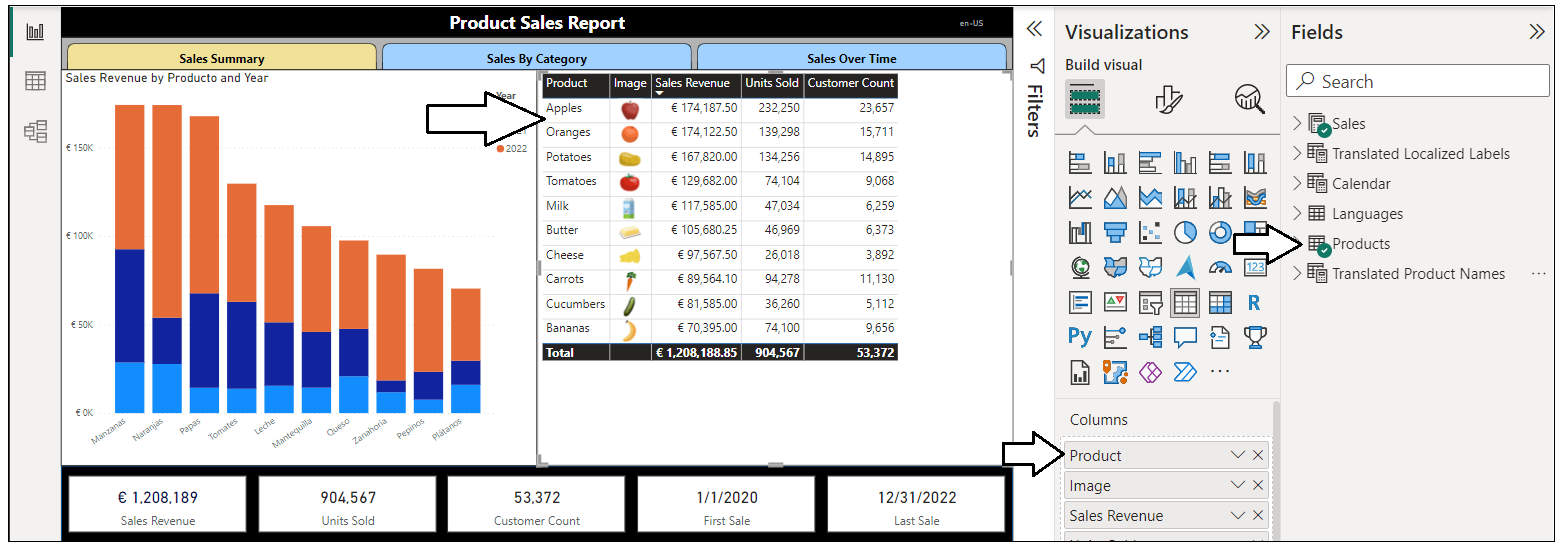 Product Sales Report
en-US
Sales Summary
Sales By Category
Sales Over Time
Sales Revenue by Producto and Year
Year
2022
€ 150K
€ 100K
€ 50K
€ 0K
Manzanas
Naranjas
Papas
Tomates
Leche
Mantequilla
Queso
Zanahoria
Pepinos
Plátanos
Product Image Sales Revenue Units Sold Customer Count
Apples € 174,187.50 232,250 23,657
Oranges € 174,122.50 139,298 15,711
Potatoes € 167,820.00 134,256 14,895
Tomatoes € 129,682.00 74,104 9,068
Milk € 117,585.00 47,034 6,259
Butter € 105,680.25 46,969 6,373
Cheese € 97,567.50 26,018 3,892
Carrots € 89,564.10 94,278 11,130
Cucumbers € 81,585.00 36,260 5,112
Bananas € 70,395.00 74,100 9,656
Total € 1,208,188.85 904,567 53,372
€ 1,208,189
Sales Revenue
904,567
Units Sold
53,372
Customer Count
1/1/2020
First Sale
12/31/2022
Last Sale
Filters
Visualizations
Build visual
123
R
Py
Columns
Product
Image
Sales Revenue
Fields
Search
Sales
Translated Localized Labels
Calendar
Languages
Products
Translated Product Names